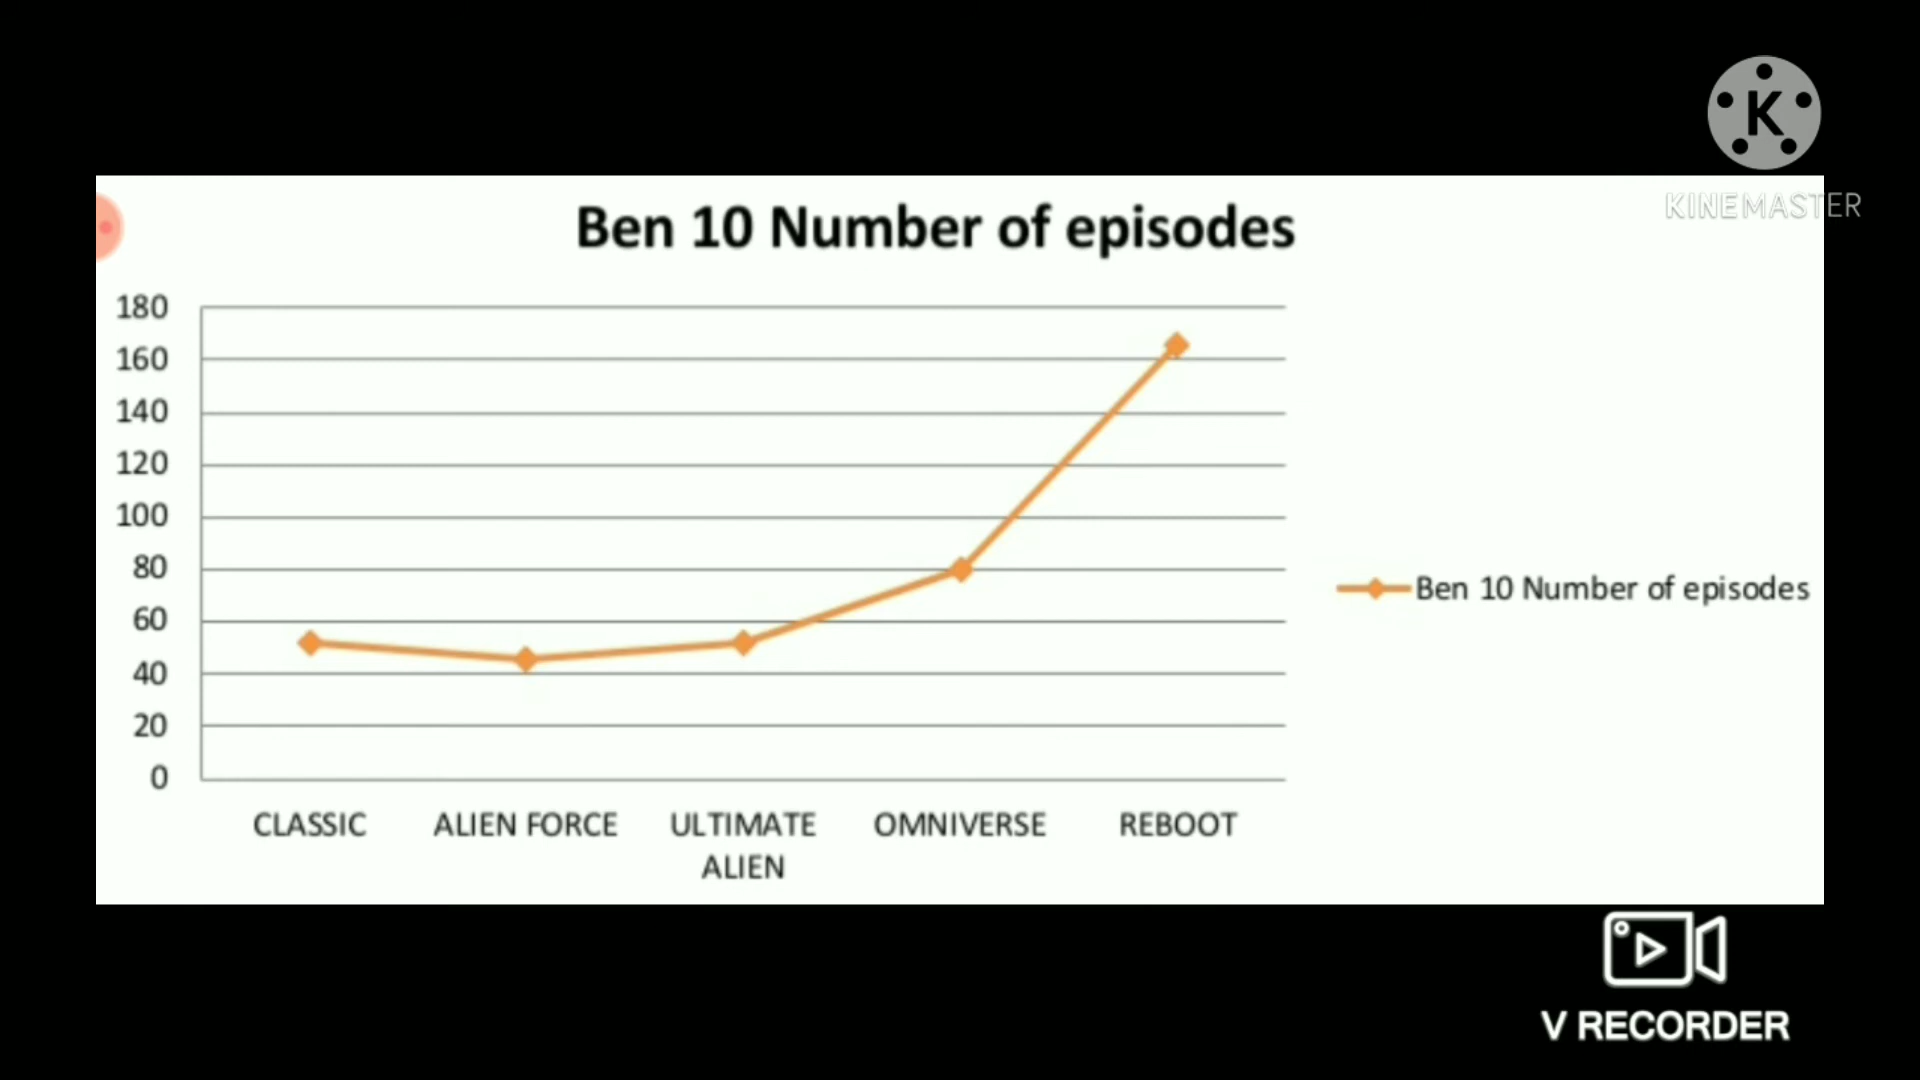 K
KINEMASTER
Ben 10 Number of episodes
180
160
140
120
100
80
60
40
20
0
Ben 10 Number of episodes
CLASSIC ALIEN FORCE ULTIMATE OMNIVERSE REBOOT
ALIEN
V RECORDER